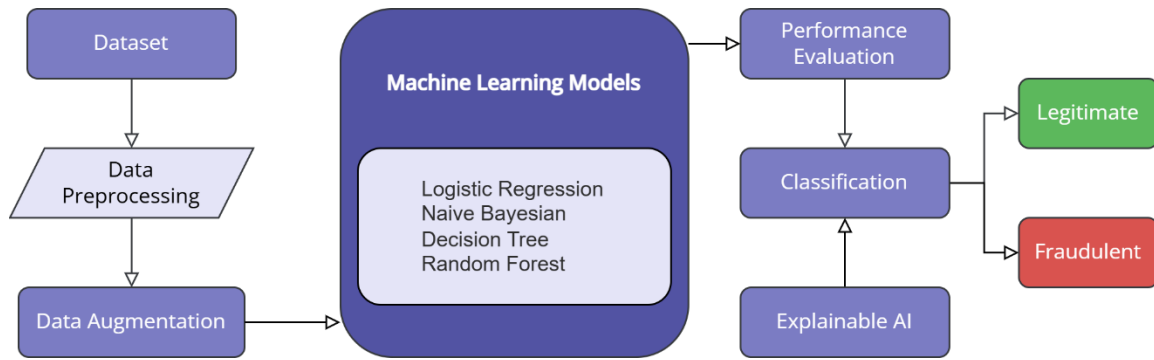 Dataset
Data
Preprocessing
Data Augmentation
Machine Learning Models
Logistic Regression
Naive Bayesian
Decision Tree
Random Forest
Performance
Evaluation
Classification
Explainable AI
Legitimate
Fraudulent